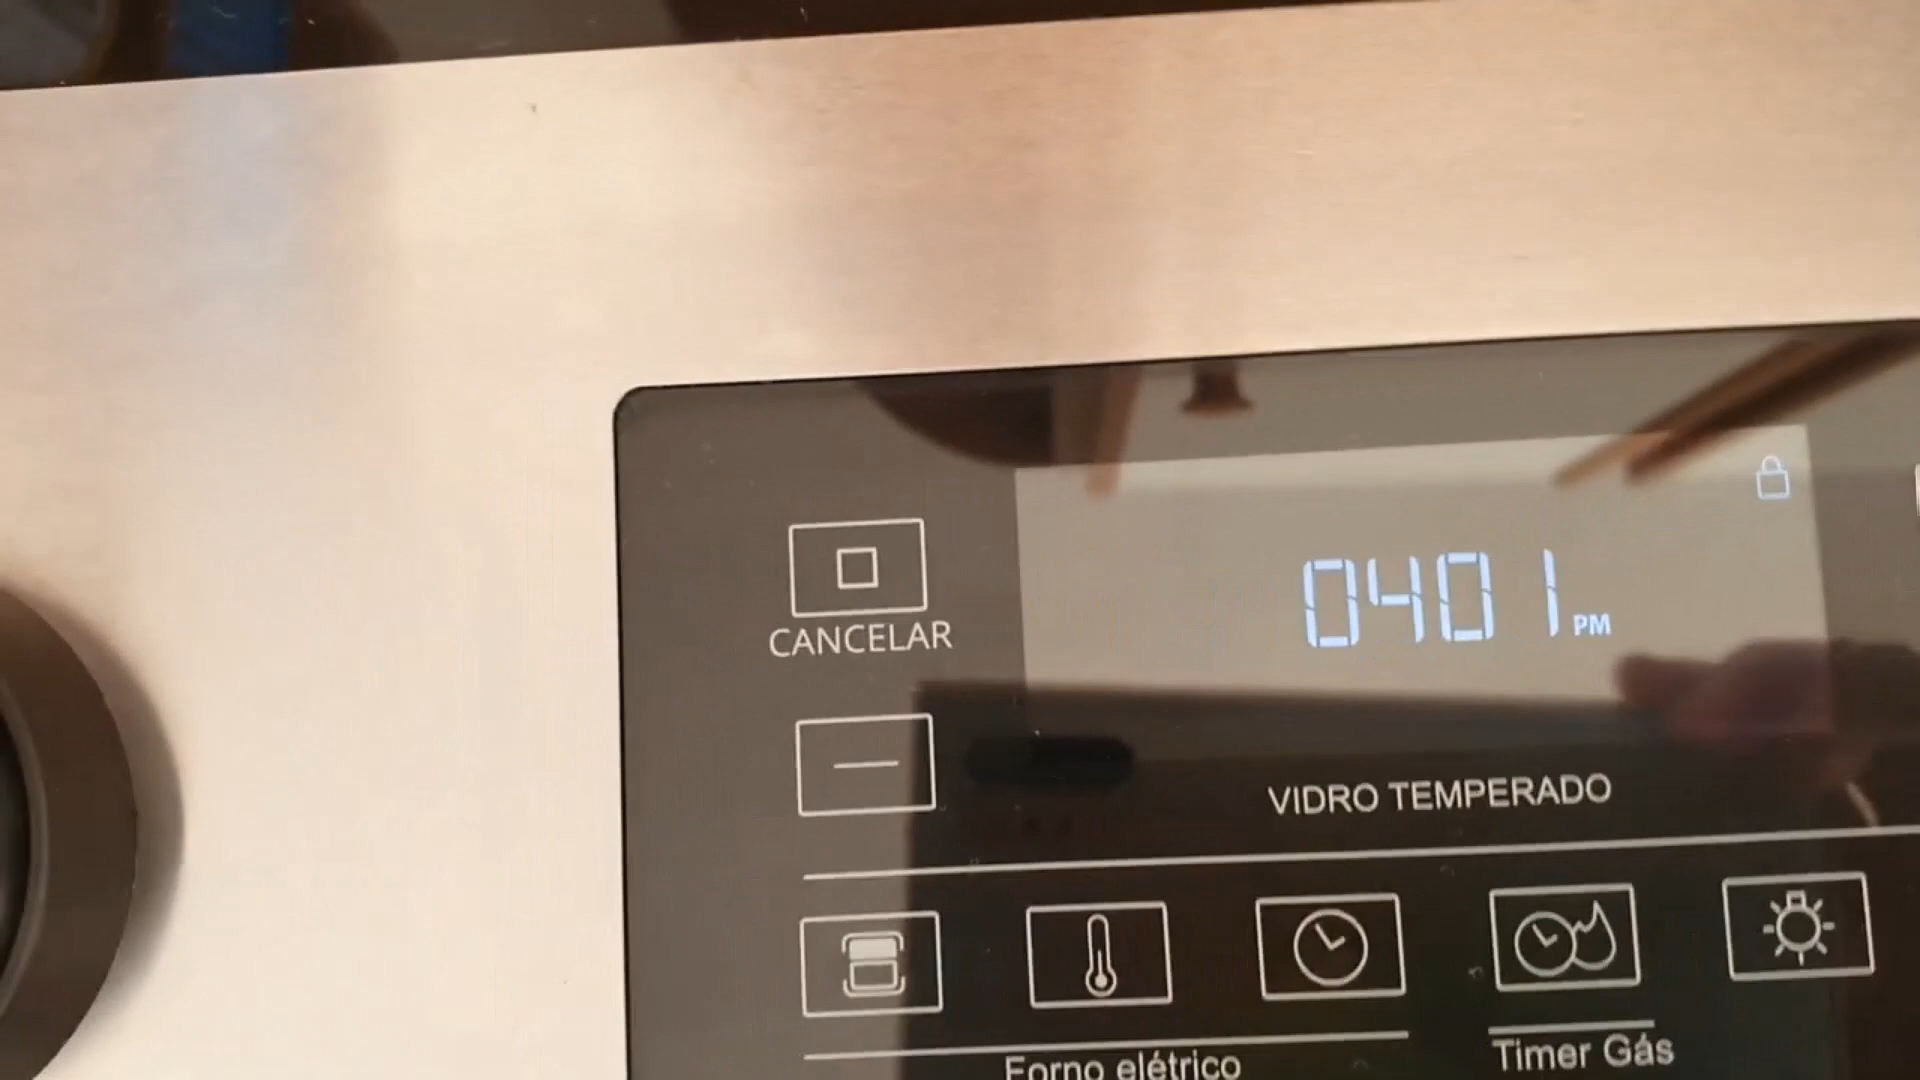 0401 PM
CANCELAR
VIDRO TEMPERADO
Forno elétrico
Timer Gás